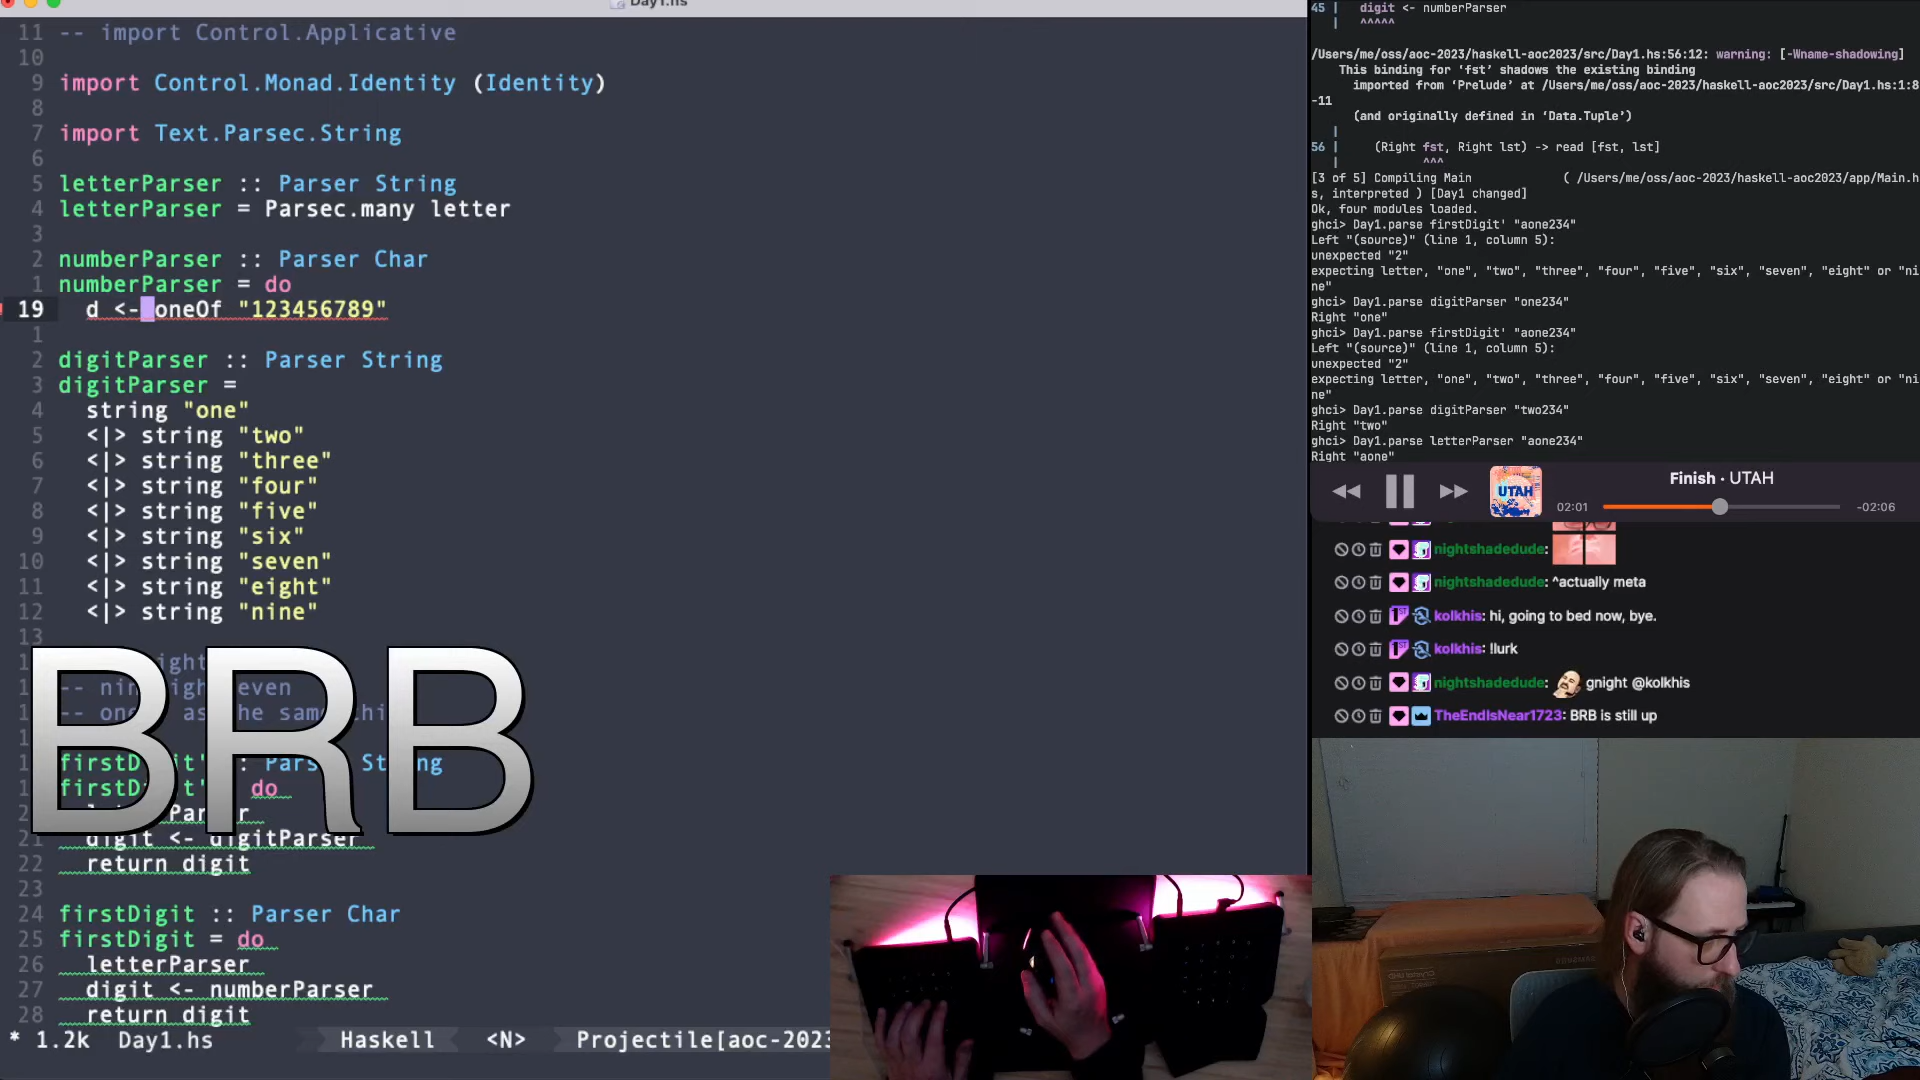 Day1.hs
11 -- import Control.Applicative
10
9 import Control.Monad.Identity (Identity)
8
7 import Text.Parsec.String
6
5 letterParser :: Parser String
4 letterParser = Parsec.many letter
3
2 numberParser :: Parser Char
1 numberParser = do
19 d <- oneOf "123456789"
1
2 digitParser :: Parser String
3 digitParser =
4 string "one"
5 <|> string "two"
6 <|> string "three"
7 <|> string "four"
8 <|> string "five"
9 <|> string "six"
10 <|> string "seven"
11 <|> string "eight"
12 <|> string "nine"
13
BRB
22 return digit
23
24 firstDigit :: Parser Char
25 firstDigit = do
26 letterParser
27 digit <- numberParser
28 return digit
* 1.2k Day1.hs Haskell <N> Projectile[aoc-2023
45 | digit <- numberParser
| ^^^^^
/Users/me/oss/aoc-2023/haskell-aoc2023/src/Day1.hs:56:12: warning: [-Wname-shadowing]
This binding for ‘fst’ shadows the existing binding
imported from ‘Prelude’ at /Users/me/oss/aoc-2023/haskell-aoc2023/src/Day1.hs:1:8
-11
(and originally defined in ‘Data.Tuple’)
|
56 | (Right fst, Right lst) -> read [fst, lst]
| ^^^
[3 of 5] Compiling Main ( /Users/me/oss/aoc-2023/haskell-aoc2023/app/Main.h
s, interpreted ) [Day1 changed]
Ok, four modules loaded.
ghci> Day1.parse firstDigit' "aone234"
Left "(source)" (line 1, column 5):
unexpected "2"
expecting letter, "one", "two", "three", "four", "five", "six", "seven", "eight" or "ni
ne"
ghci> Day1.parse digitParser "one234"
Right "one"
ghci> Day1.parse firstDigit' "aone234"
Left "(source)" (line 1, column 5):
unexpected "2"
expecting letter, "one", "two", "three", "four", "five", "six", "seven", "eight" or "ni
ne"
ghci> Day1.parse digitParser "two234"
Right "two"
ghci> Day1.parse letterParser "aone234"
Right "aone"
UTAH
Finish · UTAH
02:01 -02:06
nightshadedude:
nightshadedude: ^actually meta
kolkhis: hi, going to bed now, bye.
kolkhis: !lurk
nightshadedude: gnight @kolkhis
TheEndIsNear1723: BRB is still up